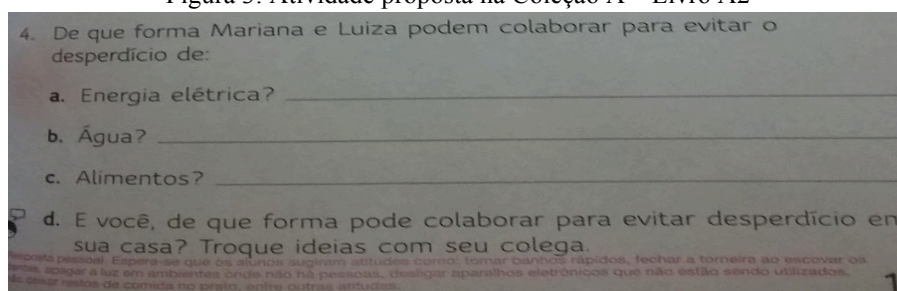 Figura 3: Atividade proposta na Coleção A – Livro A2
4. De que forma Mariana e Luiza podem colaborar para evitar o
desperdício de:
a. Energia elétrica?
b. Água?
c. Alimentos?
d. E você, de que forma pode colaborar para evitar desperdício em
sua casa? Troque ideias com seu colega.
Resposta pessoal. Espera-se que os alunos sugiram atitudes como: tomar banhos rápidos, fechar a torneira ao escovar os
dentes, apagar a luz em ambientes onde não há pessoas, desligar aparelhos eletrônicos que não estão sendo utilizados,
não deixar restos de comida no prato, entre outras atitudes.